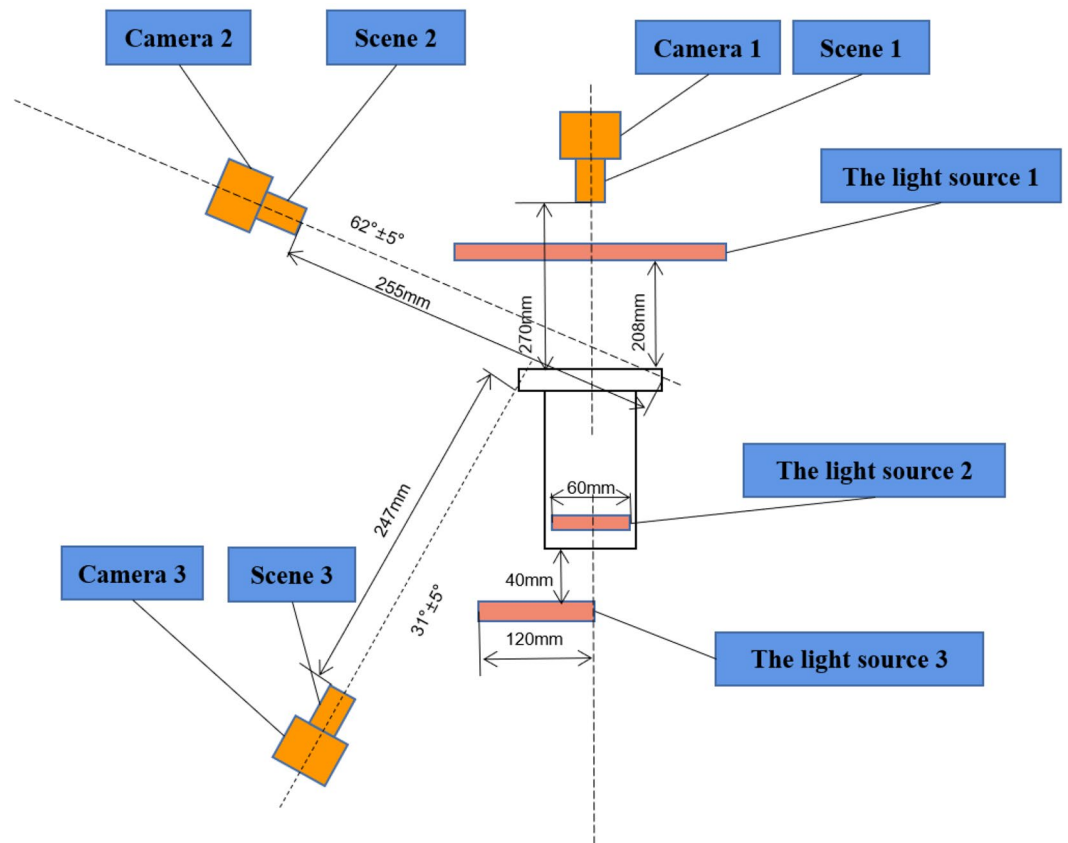 Camera 2
Scene 2
Camera 1
Scene 1
The light source 1
62°±5°
255mm
270mm
208mm
247mm
60mm
The light source 2
Camera 3
Scene 3
31°±5°
40mm
120mm
The light source 3